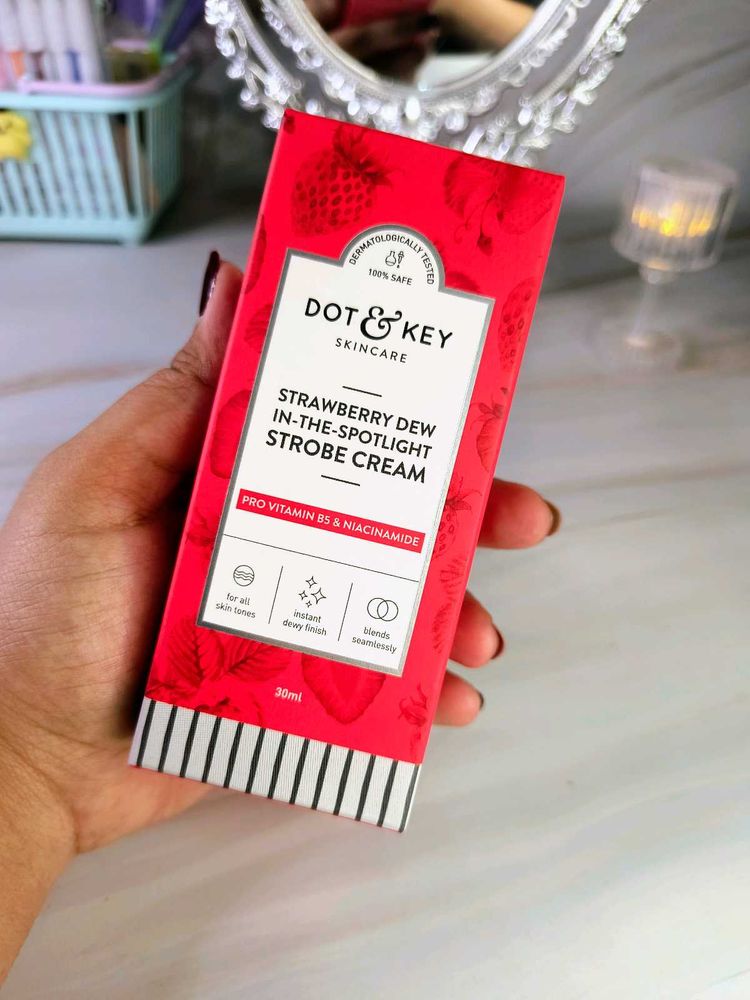 DERMATOLOGICALLY TESTED
100% SAFE
DOT & KEY
SKINCARE
STRAWBERRY DEW
IN-THE-SPOTLIGHT
STROBE CREAM
PRO VITAMIN B5 & NIACINAMIDE
for all
skin tones
instant
dewy finish
blends
seamlessly
30ml